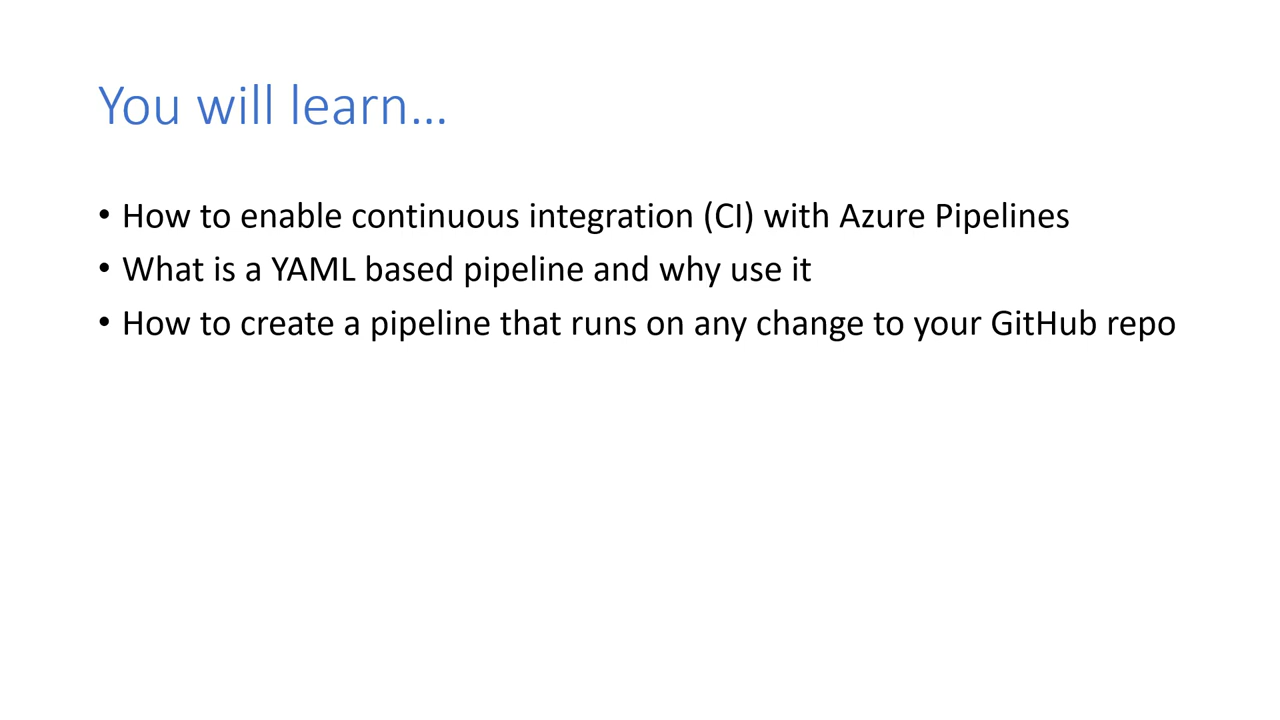 You will learn…
• How to enable continuous integration (CI) with Azure Pipelines
• What is a YAML based pipeline and why use it
• How to create a pipeline that runs on any change to your GitHub repo